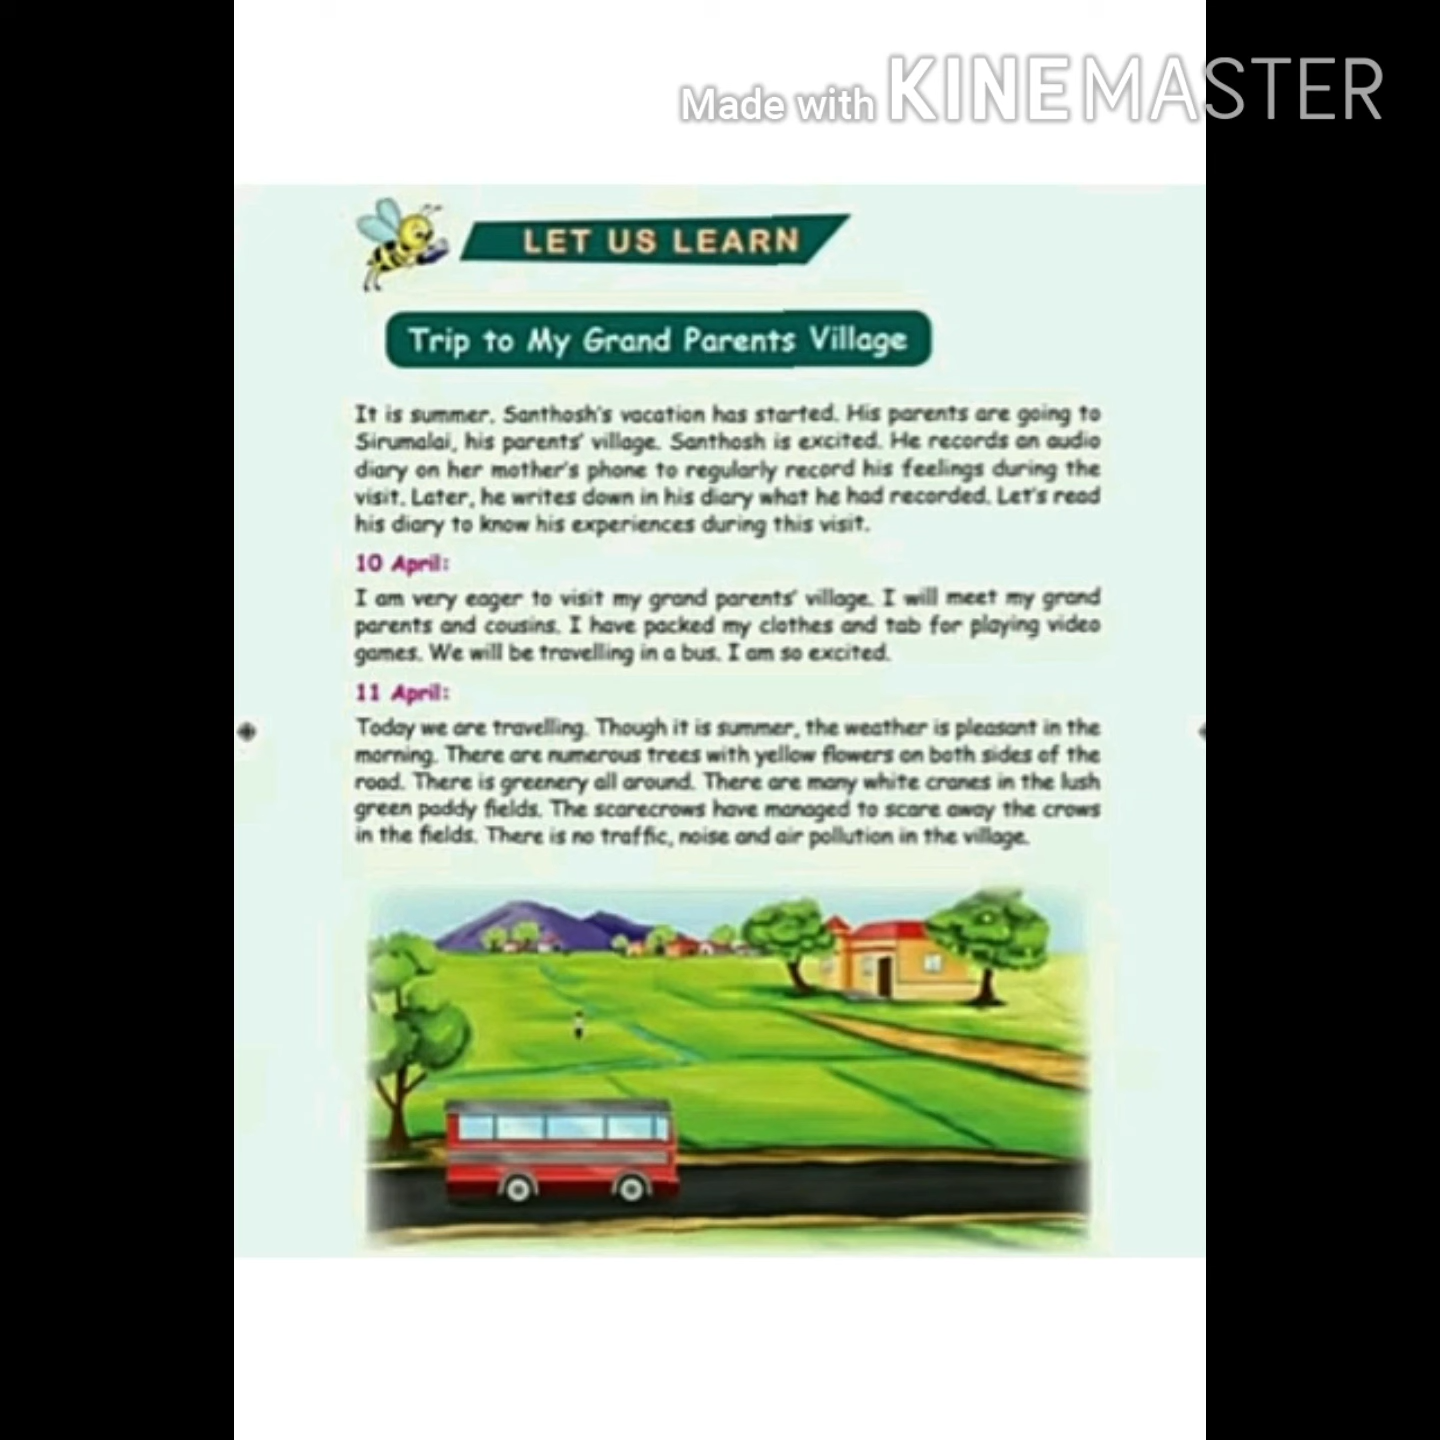 Made with KINEMASTER
LET US LEARN
Trip to My Grand Parents Village
It is summer. Santhosh's vacation has started. His parents are going to
Sirumalai, his parents' village. Santhosh is excited. He records an audio
diary on her mother's phone to regularly record his feelings during the
visit. Later, he writes down in his diary what he had recorded. Let's read
his diary to know his experiences during this visit.
10 April:
I am very eager to visit my grand parents' village. I will meet my grand
parents and cousins. I have packed my clothes and tab for playing video
games. We will be travelling in a bus. I am so excited.
11 April:
Today we are travelling. Though it is summer, the weather is pleasant in the
morning. There are numerous trees with yellow flowers on both sides of the
road. There is greenery all around. There are many white cranes in the lush
green paddy fields. The scarecrows have managed to scare away the crows
in the fields. There is no traffic, noise and air pollution in the village.